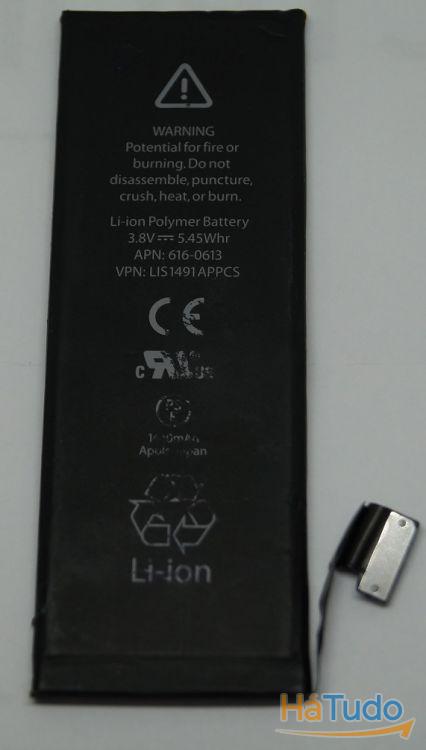 WARNING
Potential for fire or
burning. Do not
disassemble, puncture,
crush, heat, or burn.
Li-ion Polymer Battery
3.8V⎓ 5.45Whr
APN: 616-0613
VPN: LIS1491APPCS
CE
Li-ion
HáTudo